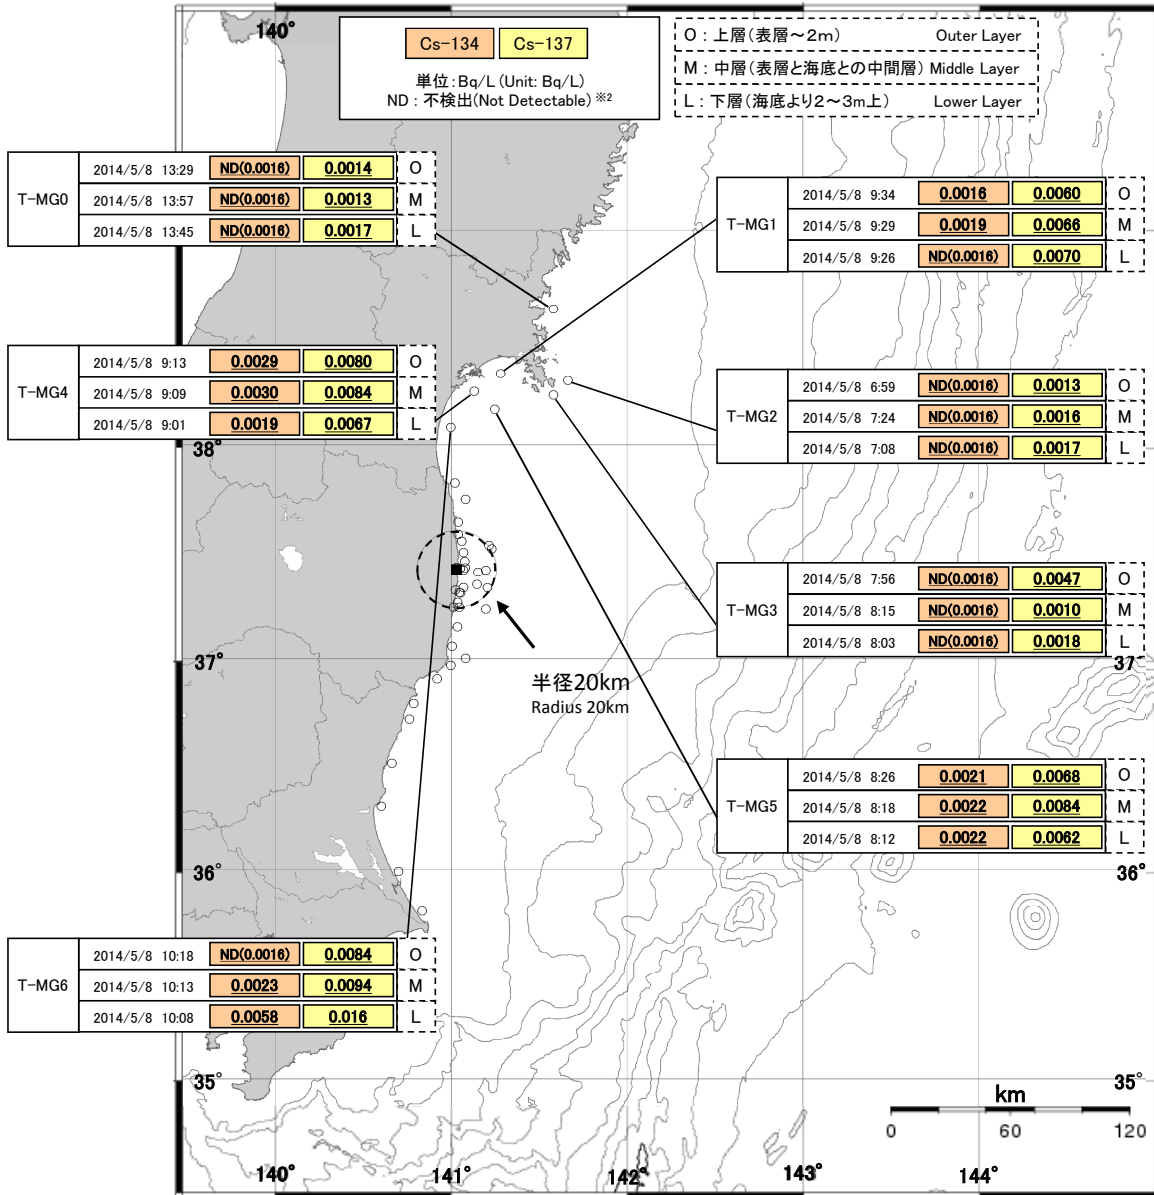 140°
Cs-134 Cs-137
単位:Bq/L (Unit: Bq/L)
ND : 不検出(Not Detectable) ※2
O : 上層(表層～2m) Outer Layer
M : 中層(表層と海底との中間層) Middle Layer
L : 下層(海底より2～3m上) Lower Layer
T-MG0
2014/5/8 13:29 ND(0.0016) 0.0014 O
2014/5/8 13:57 ND(0.0016) 0.0013 M
2014/5/8 13:45 ND(0.0016) 0.0017 L
T-MG1
2014/5/8 9:34 0.0016 0.0060 O
2014/5/8 9:29 0.0019 0.0066 M
2014/5/8 9:26 ND(0.0016) 0.0070 L
T-MG4
2014/5/8 9:13 0.0029 0.0080 O
2014/5/8 9:09 0.0030 0.0084 M
2014/5/8 9:01 0.0019 0.0067 L
T-MG2
2014/5/8 6:59 ND(0.0016) 0.0013 O
2014/5/8 7:24 ND(0.0016) 0.0016 M
2014/5/8 7:08 ND(0.0016) 0.0017 L
38°
T-MG3
2014/5/8 7:56 ND(0.0016) 0.0047 O
2014/5/8 8:15 ND(0.0016) 0.0010 M
2014/5/8 8:03 ND(0.0016) 0.0018 L
37° 37
半径20km
Radius 20km
T-MG5
2014/5/8 8:26 0.0021 0.0068 O
2014/5/8 8:18 0.0022 0.0084 M
2014/5/8 8:12 0.0022 0.0062 L
36° 36°
T-MG6
2014/5/8 10:18 ND(0.0016) 0.0084 O
2014/5/8 10:13 0.0023 0.0094 M
2014/5/8 10:08 0.0058 0.016 L
35° 35°
km
0 60 120
140° 141° 142° 143° 144°